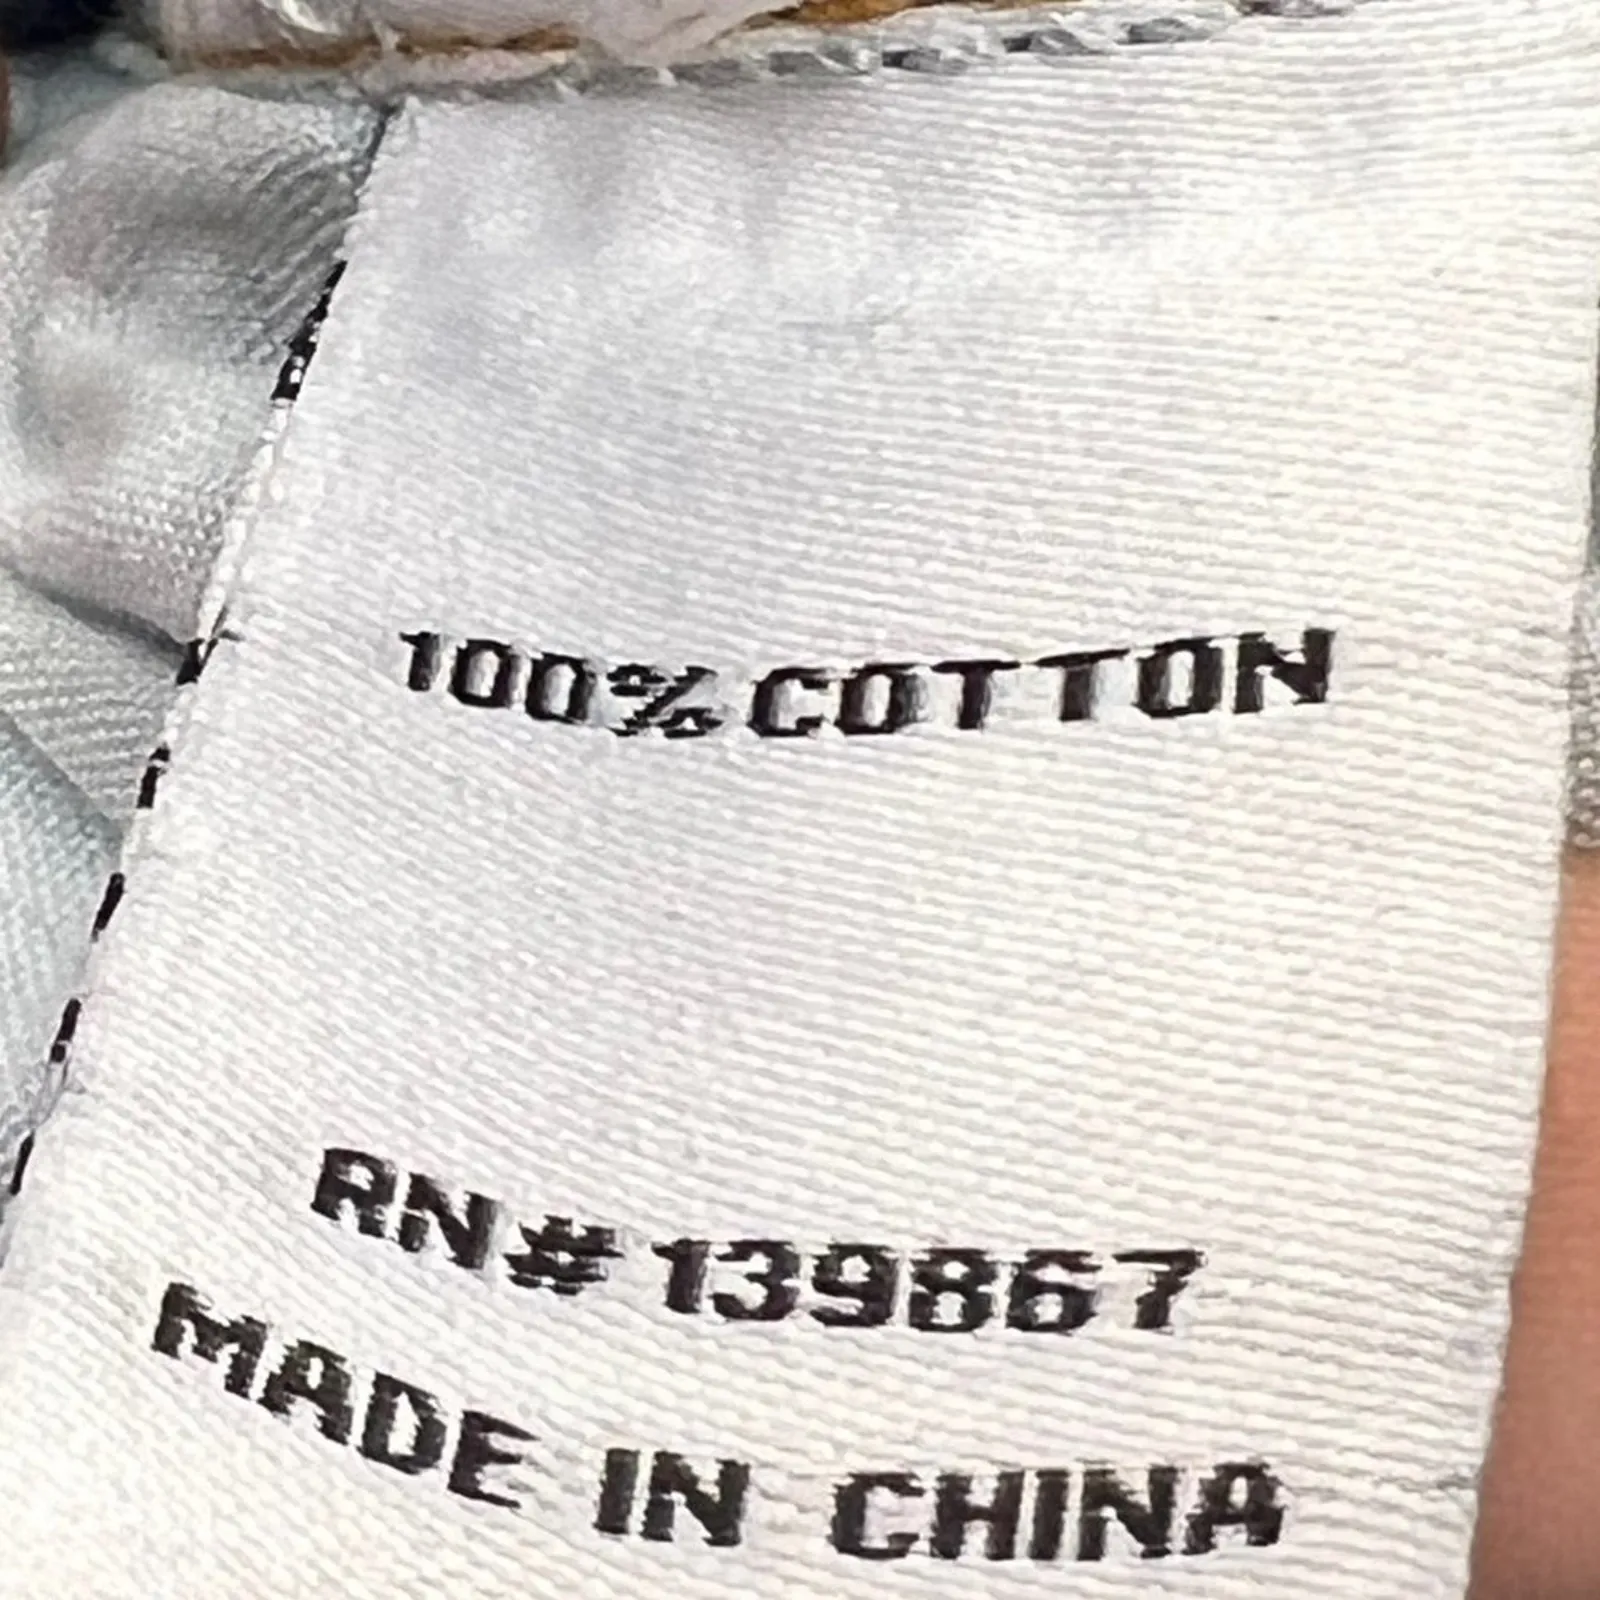 100% COTTON
RN# 139867
MADE IN CHINA